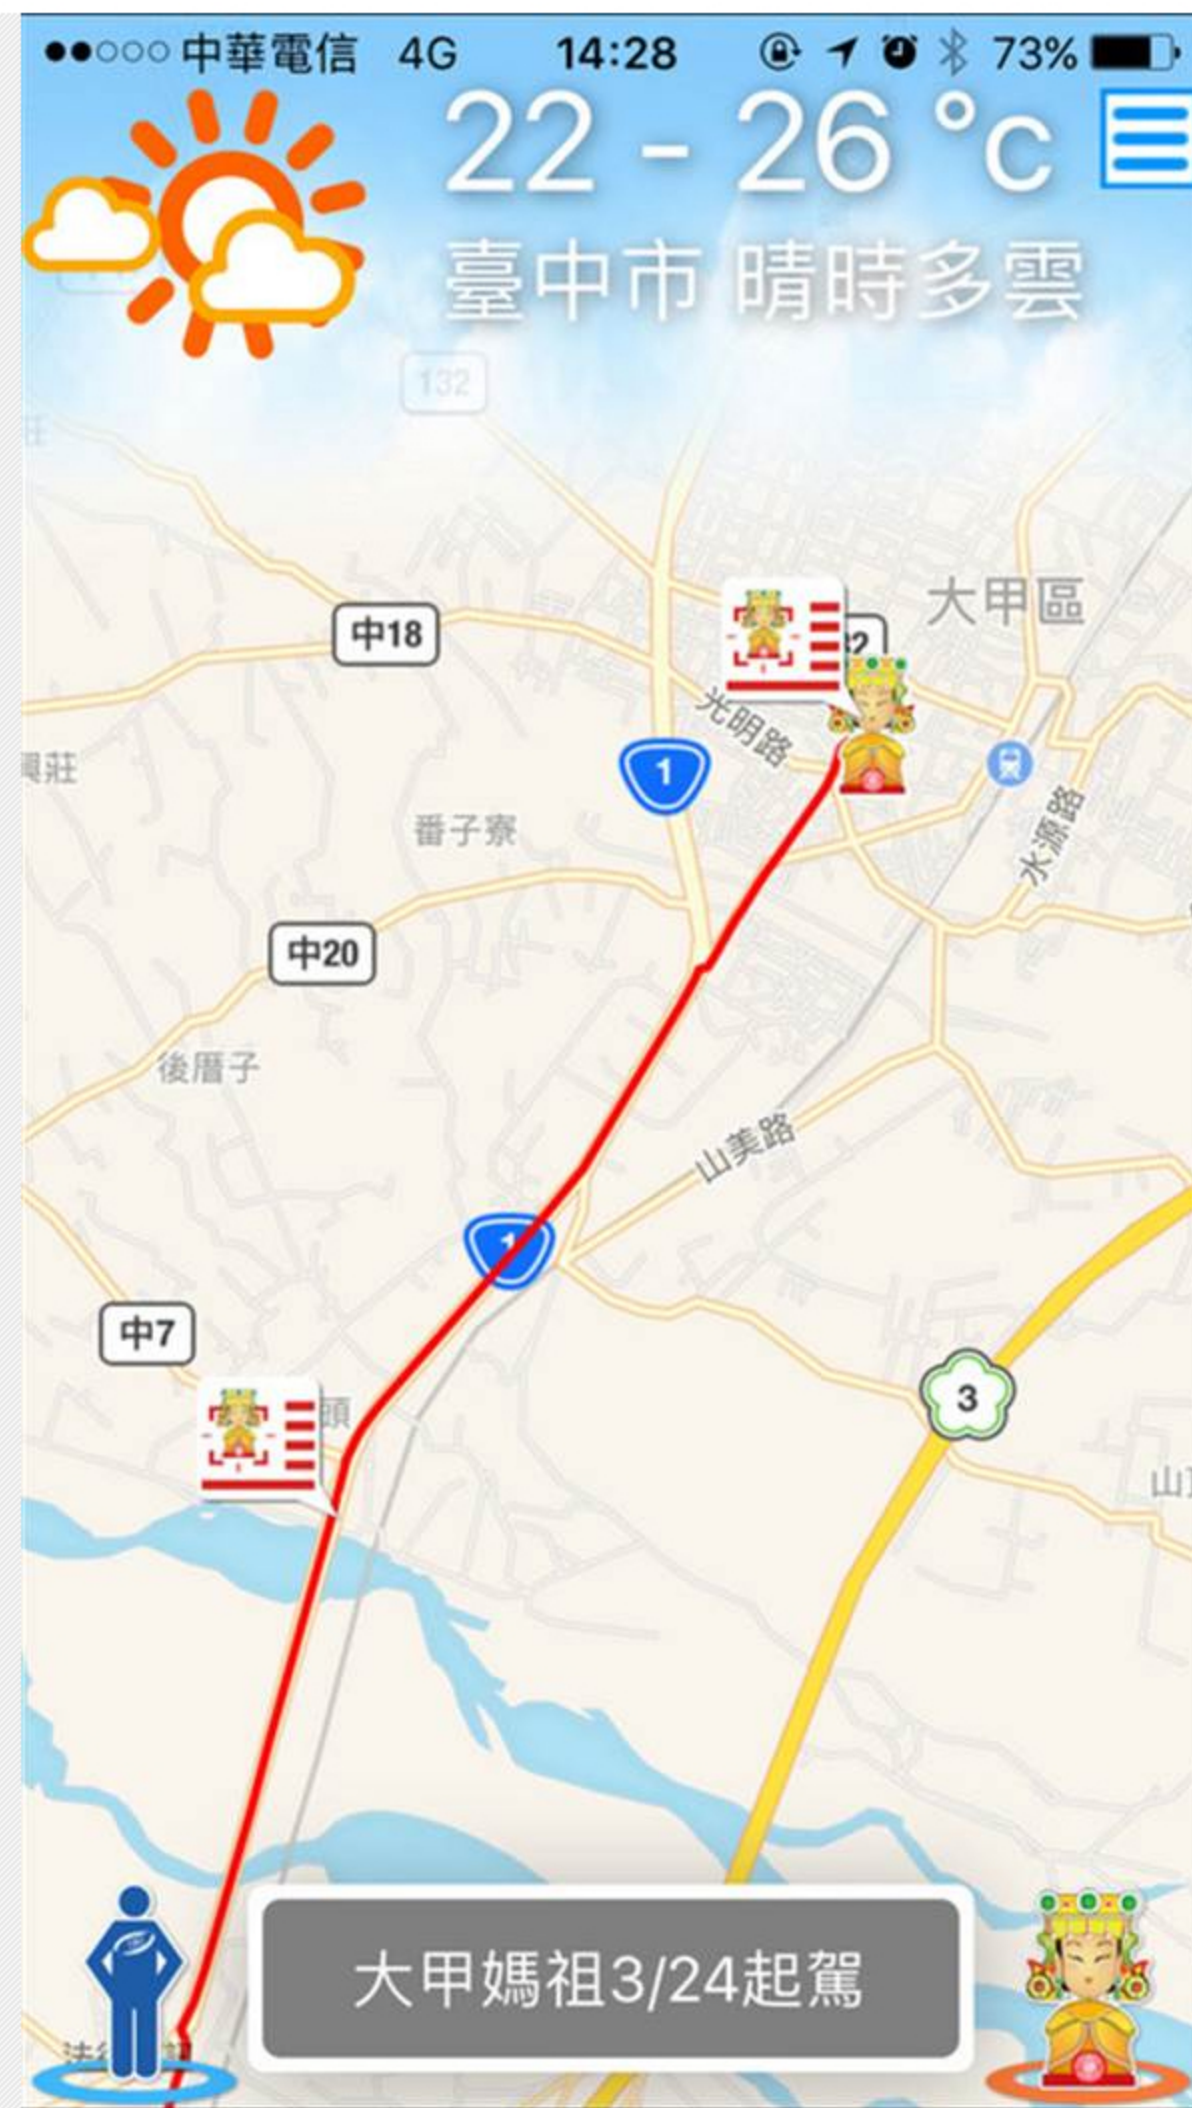 中華電信 4G 14:28 73%
22 - 26 °c
臺中市 晴時多雲
132
大甲區
中18
光明路
1
水源路
番子寮
中20
後厝子
山美路
1
中7
3
頭
大甲媽祖3/24起駕